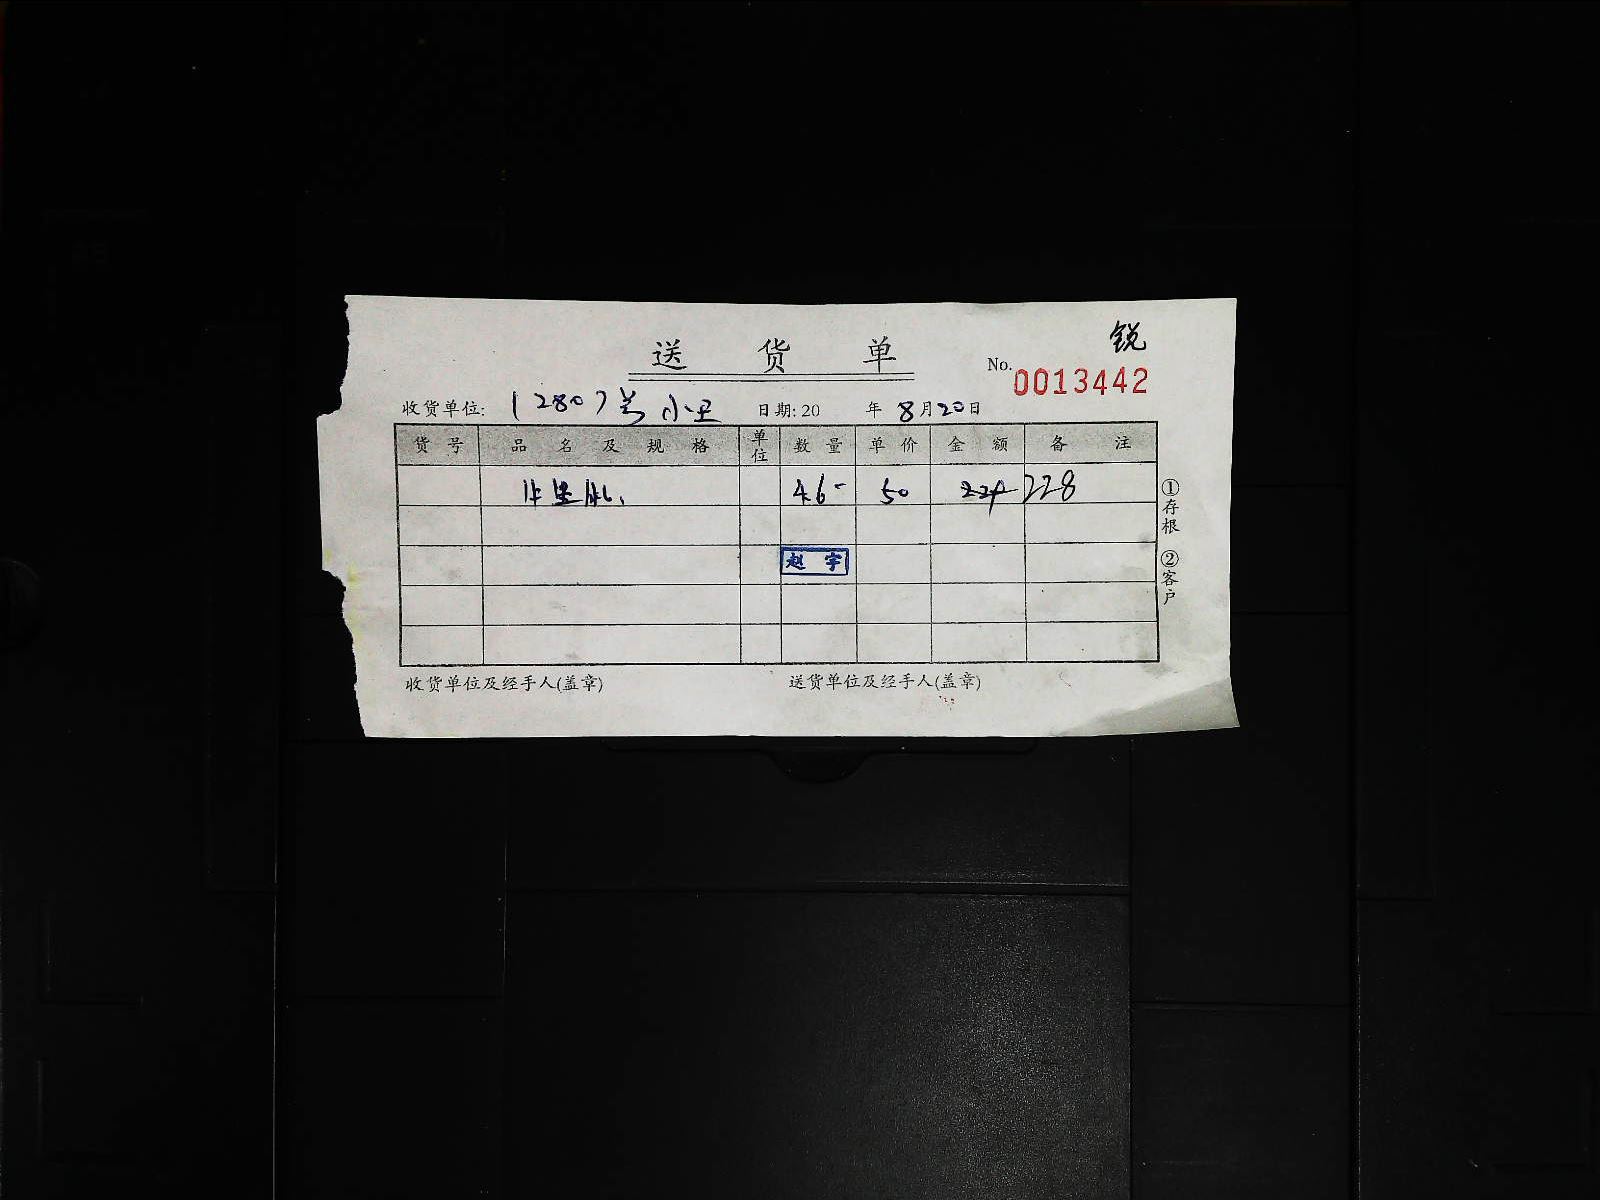 锐
送 货 单
No. 0013442
收货单位: (280)号 小王 日期: 20 年 8月20日
货号 品名及规格 单位 数量 单价 金额 备注
46- 50 228
赵宇
①存根 ②客户
收货单位及经手人(盖章) 送货单位及经手人(盖章)